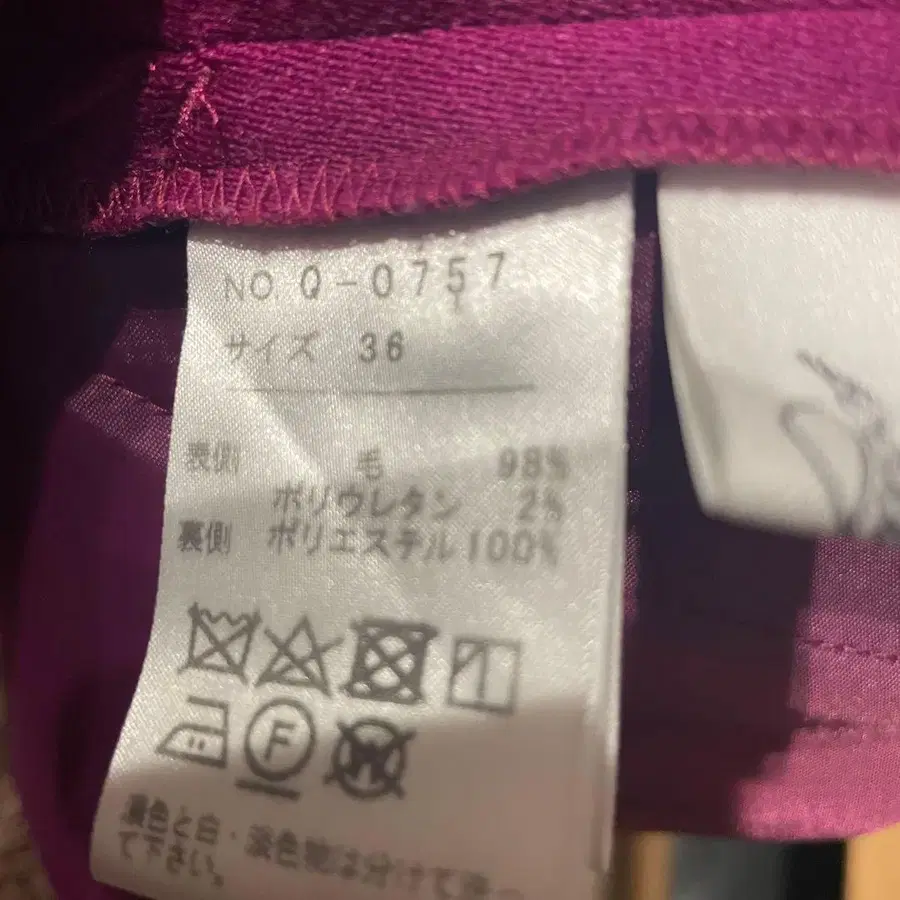 NO. Q-0757
サイズ 36
表側 毛 98%
ポリウレタン 2%
裏側 ポリエステル 100%
F
W
濃色と白・淡色物は分けて洗っ
て下さい。